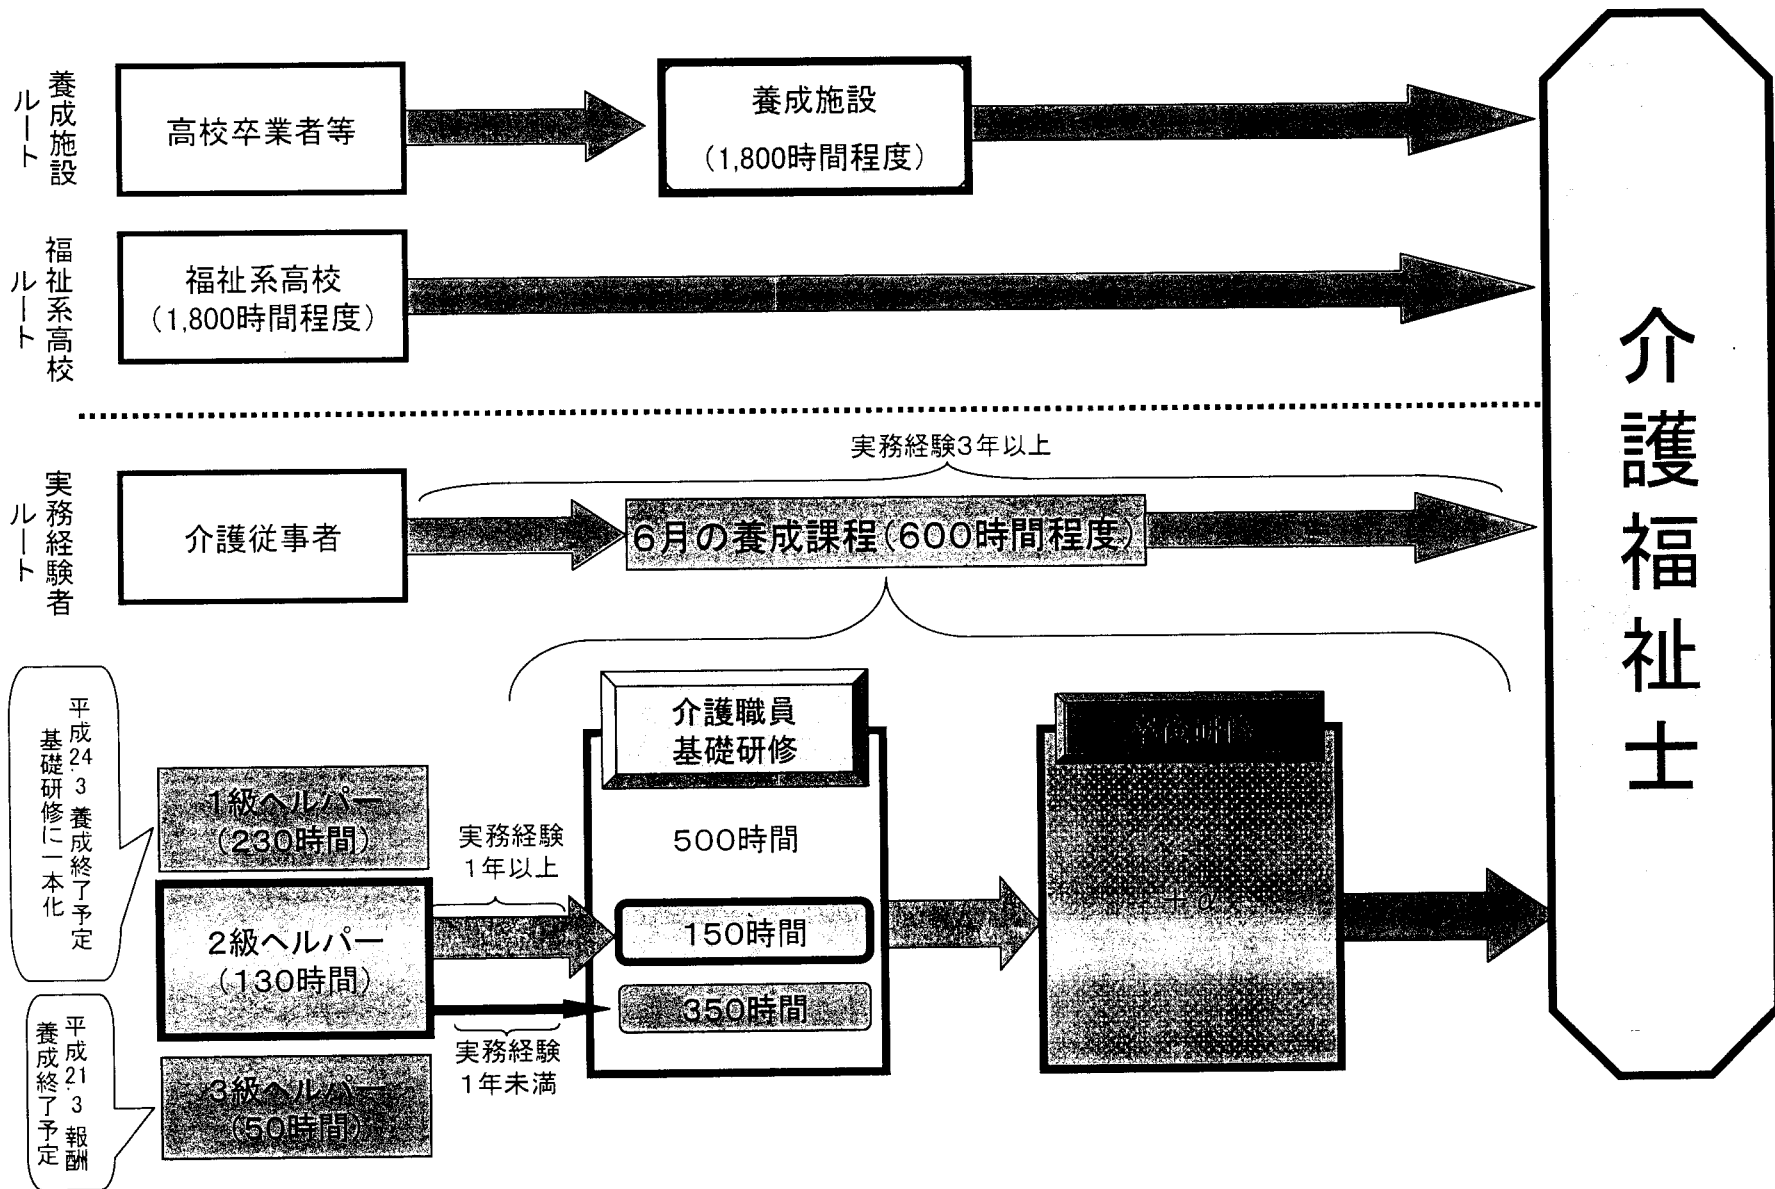 養成施設
ルート
高校卒業者等
養成施設
(1,800時間程度)
福祉系高校
ルート
福祉系高校
(1,800時間程度)
実務経験3年以上
実務経験者
ルート
介護従事者
6月の養成課程(600時間程度)
介護福祉士
平成24.3 養成終了予定
基礎研修に一本化
1級ヘルパー
(230時間)
2級ヘルパー
(130時間)
平成21.3 報酬
養成終了予定
3級ヘルパー
(50時間)
実務経験
1年以上
実務経験
1年未満
介護職員
基礎研修
500時間
150時間
350時間
+α